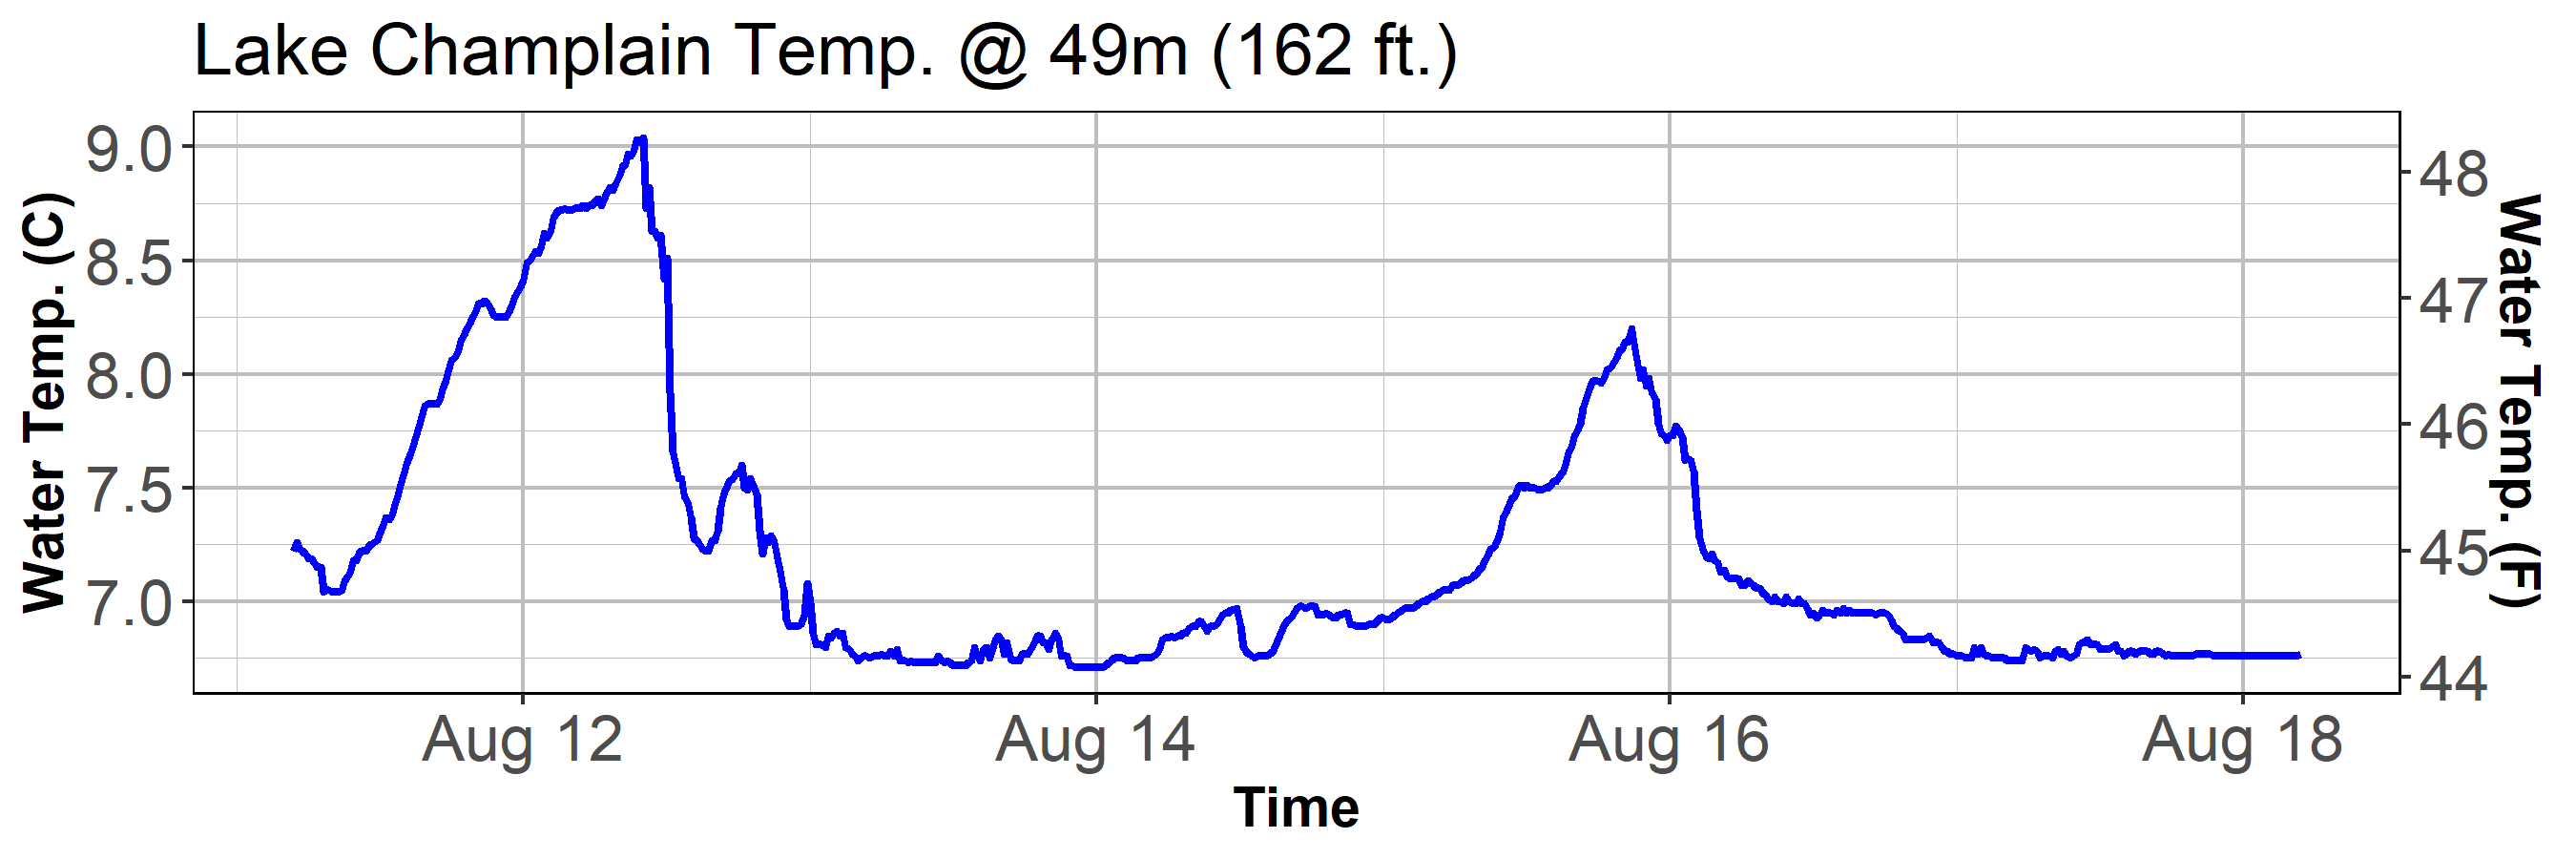 Lake Champlain Temp. @ 49m (162 ft.)
Water Temp. (C)
9.0
8.5
8.0
7.5
7.0
48
47
46
45
44
Water Temp. (F)
Aug 12 Aug 14 Aug 16 Aug 18
Time